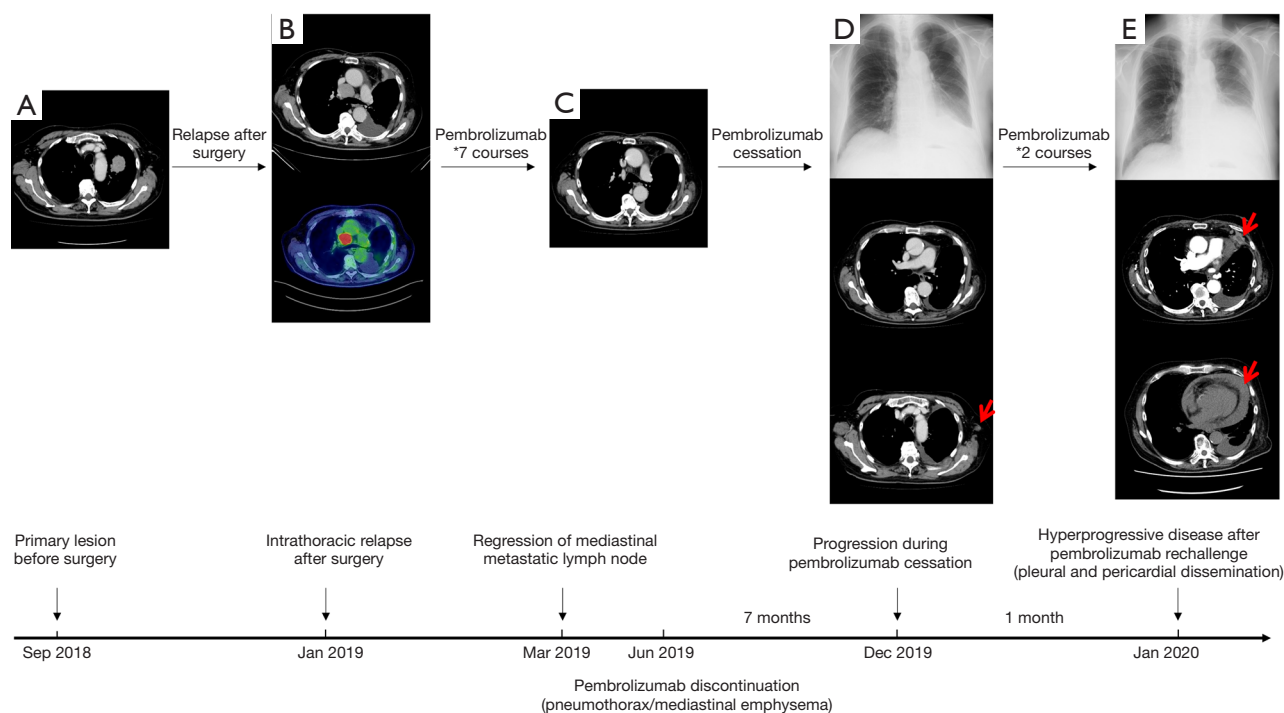 A
Relapse after
surgery
B
Pembrolizumab
*7 courses
C
Pembrolizumab
cessation
D
Pembrolizumab
*2 courses
E
Primary lesion
before surgery
Intrathoracic relapse
after surgery
Regression of mediastinal
metastatic lymph node
Progression during
pembrolizumab cessation
Hyperprogressive disease after
pembrolizumab rechallenge
(pleural and pericardial dissemination)
7 months
1 month
Sep 2018
Jan 2019
Mar 2019
Jun 2019
Dec 2019
Jan 2020
Pembrolizumab discontinuation
(pneumothorax/mediastinal emphysema)